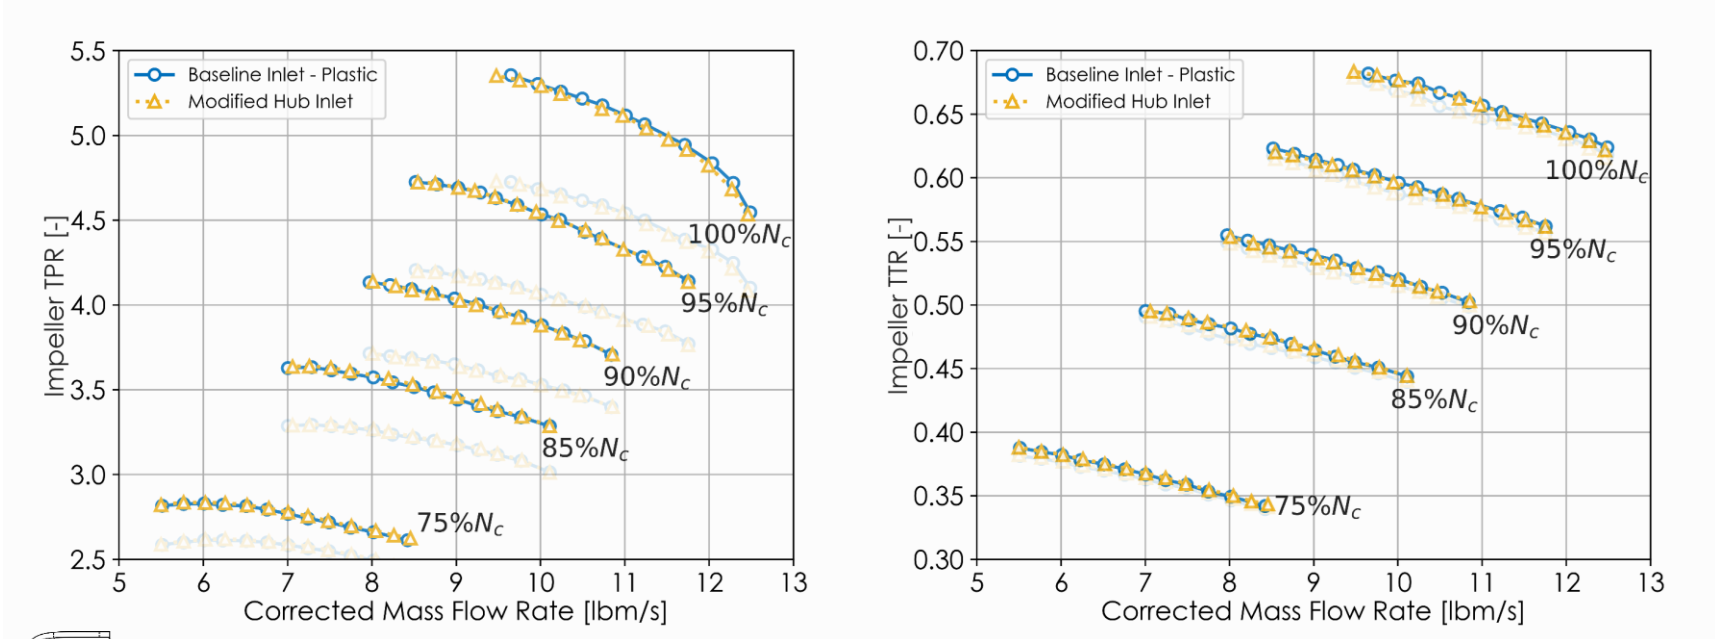 5.5
5.0
4.5
4.0
3.5
3.0
2.5
Impeller TPR [-]
Baseline Inlet - Plastic
Modified Hub Inlet
100%N_c
95%N_c
90%N_c
85%N_c
75%N_c
5 6 7 8 9 10 11 12 13
Corrected Mass Flow Rate [lbm/s]
0.70
0.65
0.60
0.55
0.50
0.45
0.40
0.35
0.30
Impeller TTR [-]
Baseline Inlet - Plastic
Modified Hub Inlet
100%N_c
95%N_c
90%N_c
85%N_c
75%N_c
5 6 7 8 9 10 11 12 13
Corrected Mass Flow Rate [lbm/s]